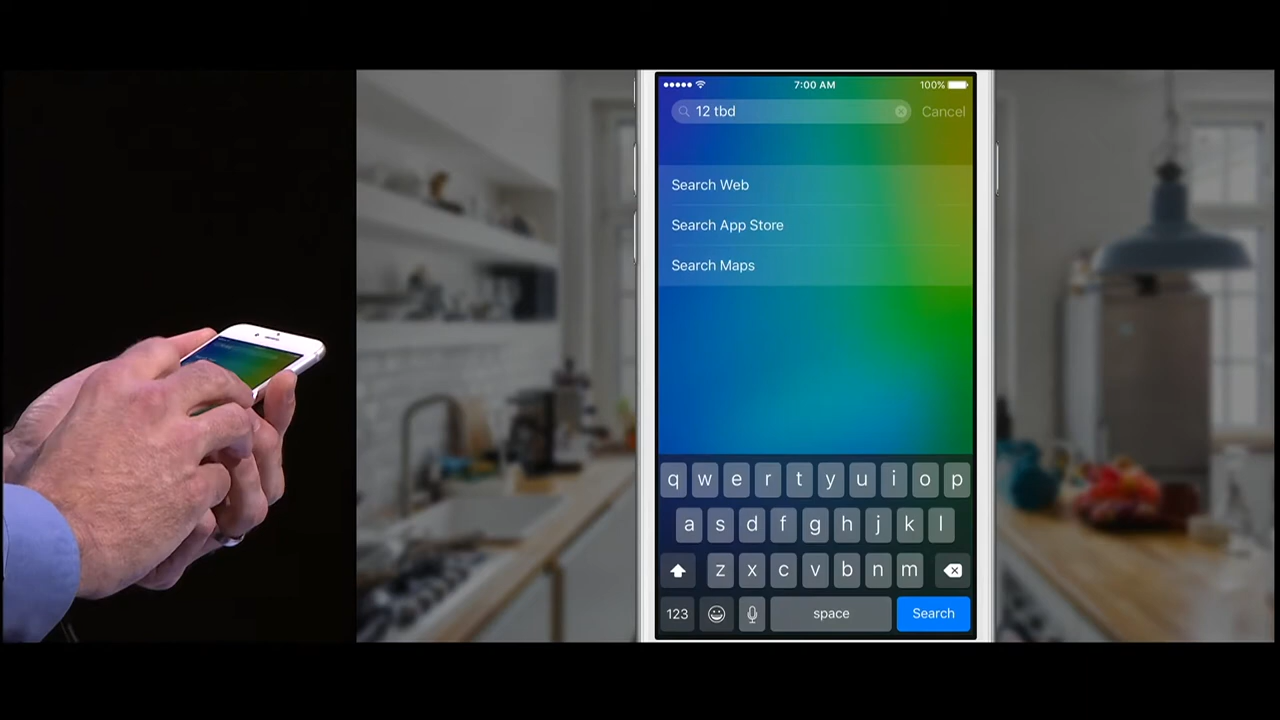 7:00 AM 100%
12 tbd Cancel
Search Web
Search App Store
Search Maps
q w e r t y u i o p
a s d f g h j k l
z x c v b n m
123 space Search